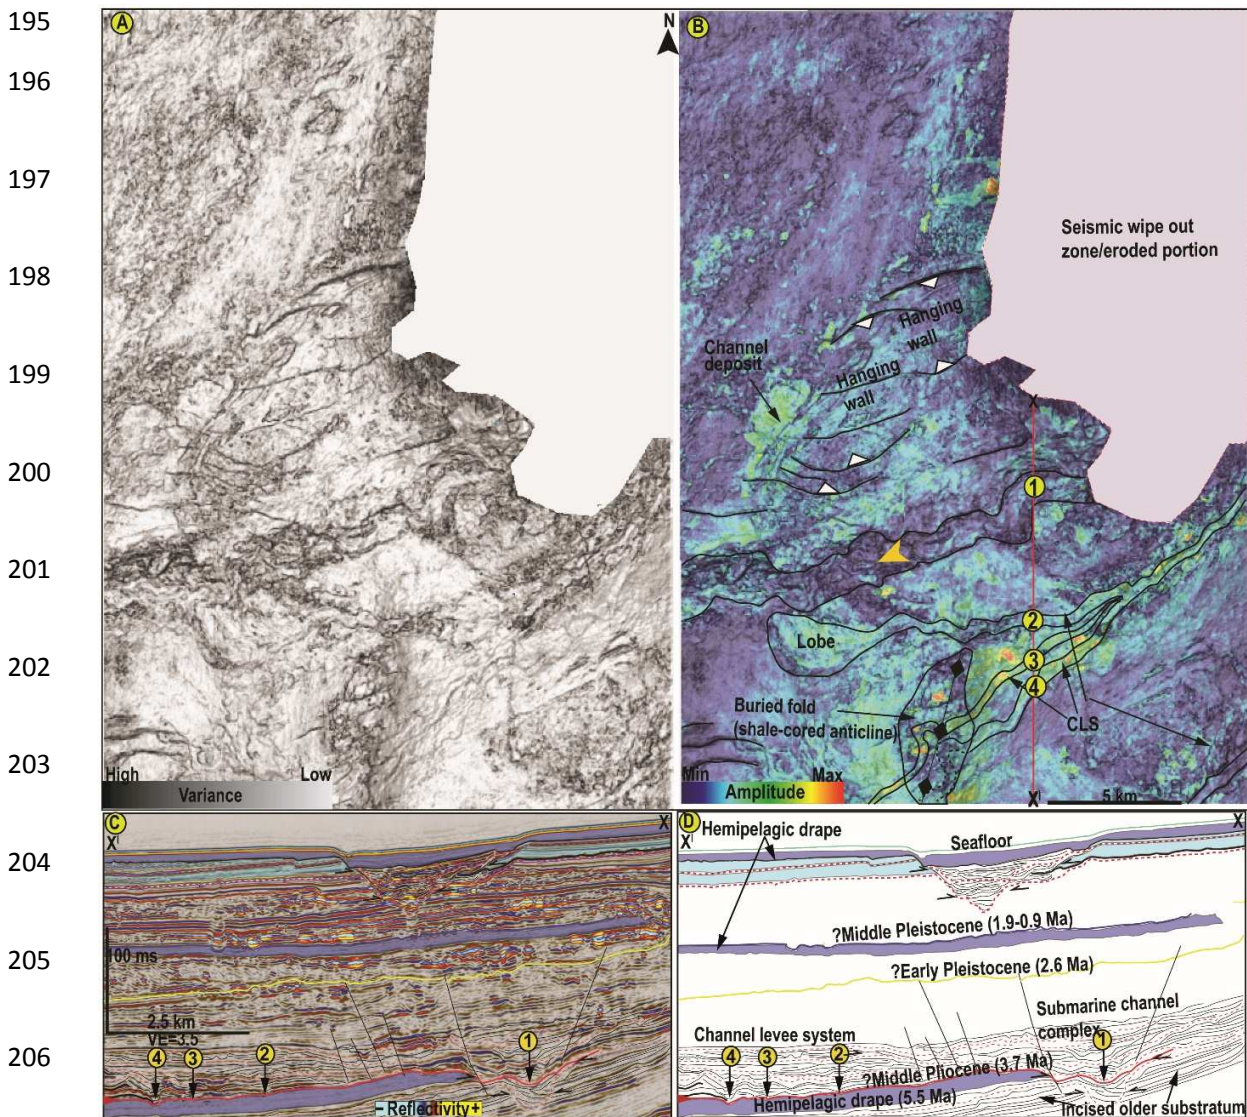 195
196
197
198
199
200
201
202
203
204
205
206
A
N
High
Low
Variance
B
Seismic wipe out
zone/eroded portion
Hanging
wall
Hanging
wall
Channel
deposit
X
1
2
3
4
Lobe
Buried fold
(shale-cored anticline)
CLS
Min
Max
Amplitude
5 km
X|
C
X|
X
100 ms
2.5 km
VE=3.5
4
3
2
1
– Reflectivity +
D
X|
X
Hemipelagic drape
Seafloor
?Middle Pleistocene (1.9-0.9 Ma)
?Early Pleistocene (2.6 Ma)
Submarine channel
complex
Channel levee system
4
3
2
1
?Middle Pliocene (3.7 Ma)
Hemipelagic drape (5.5 Ma)
Incised older substratum